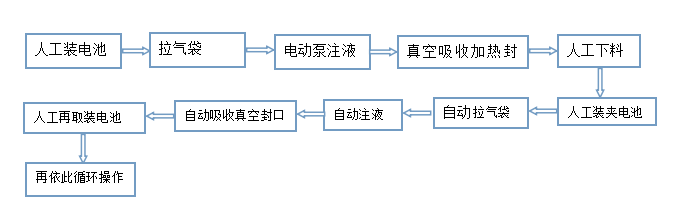 人工装电池
拉气袋
电动泵注液
真空吸收加热封
人工下料
人工装夹电池
自动拉气袋
自动注液
自动吸收真空封口
人工再取装电池
再依此循环操作